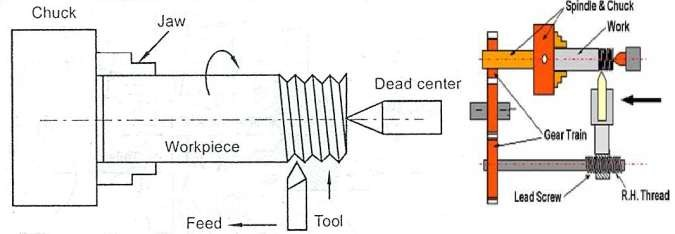 Chuck
Jaw
Dead center
Workpiece
Feed
Tool
Spindle & Chuck
Work
Gear Train
Lead Screw
R.H. Thread